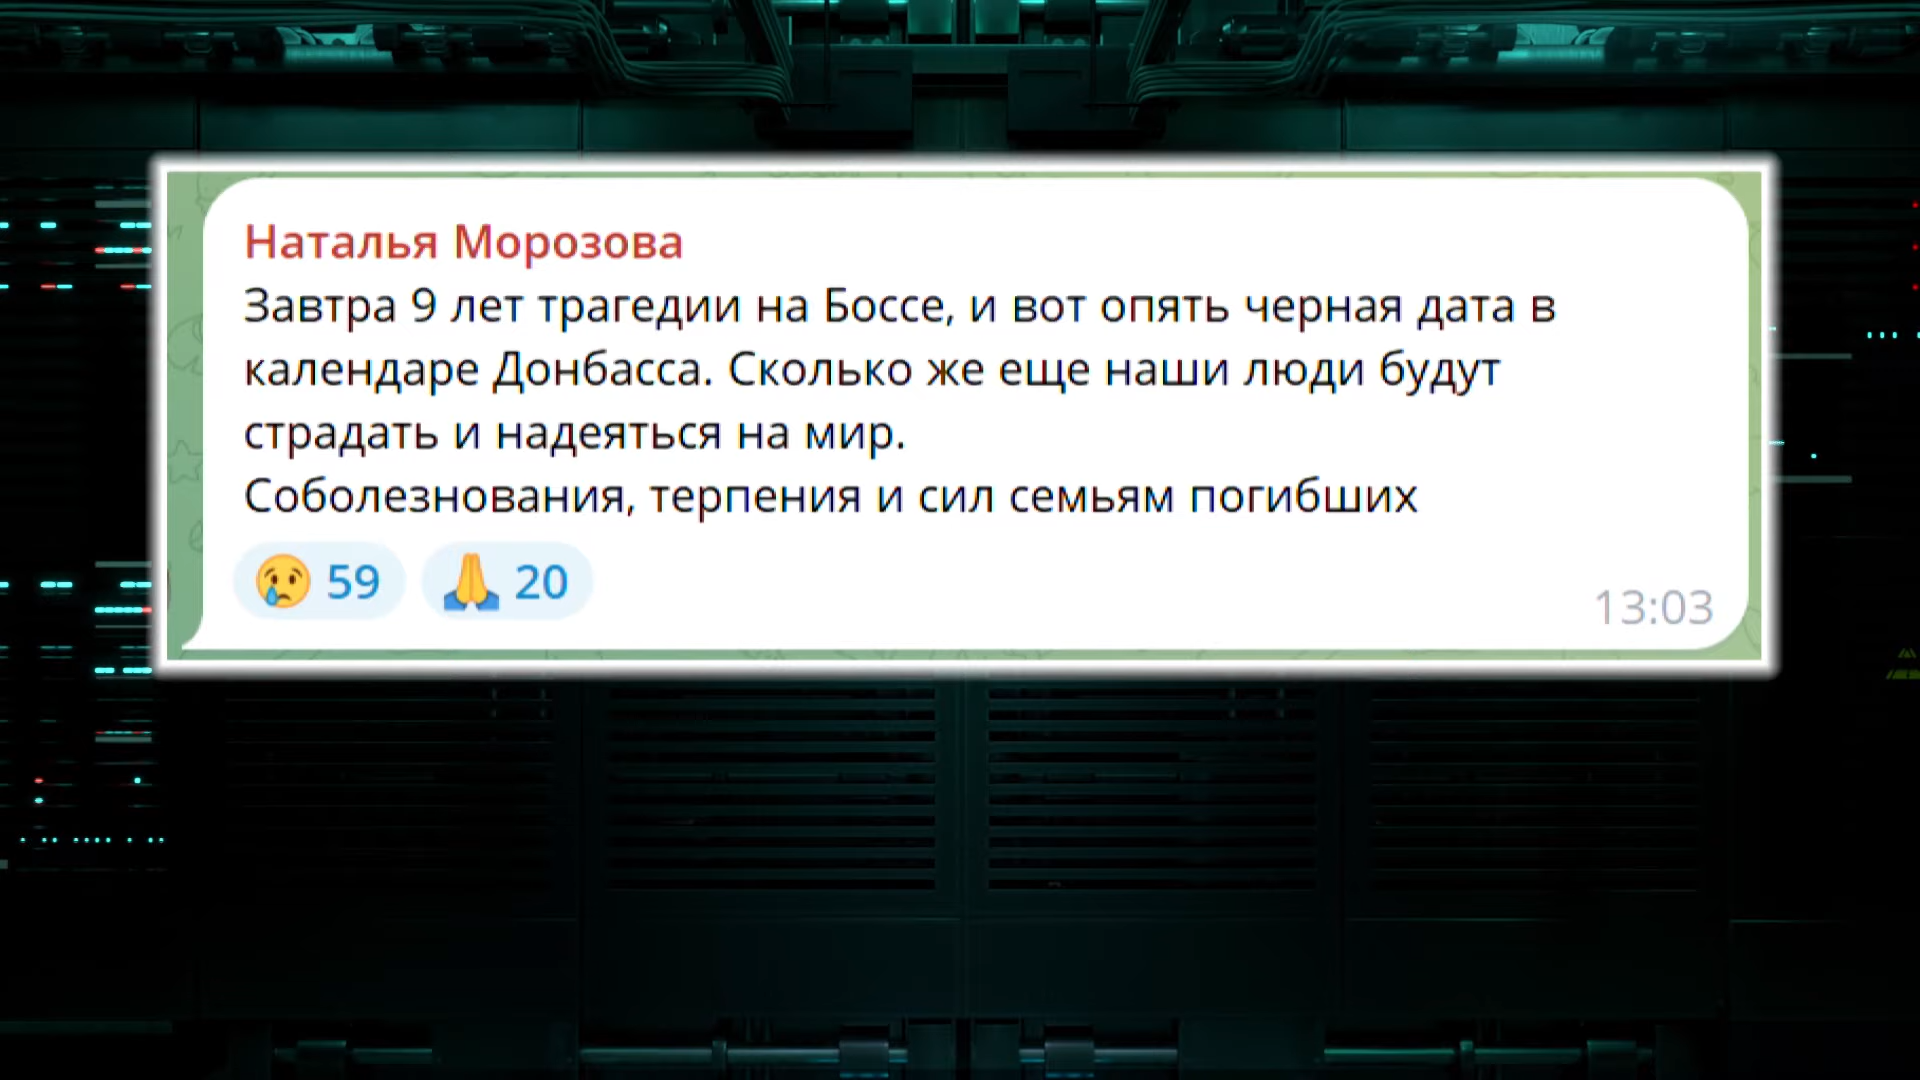 Наталья Морозова
Завтра 9 лет трагедии на Боссе, и вот опять черная дата в
календаре Донбасса. Сколько же еще наши люди будут
страдать и надеяться на мир.
Соболезнования, терпения и сил семьям погибших
😢 59 🙏 20
13:03